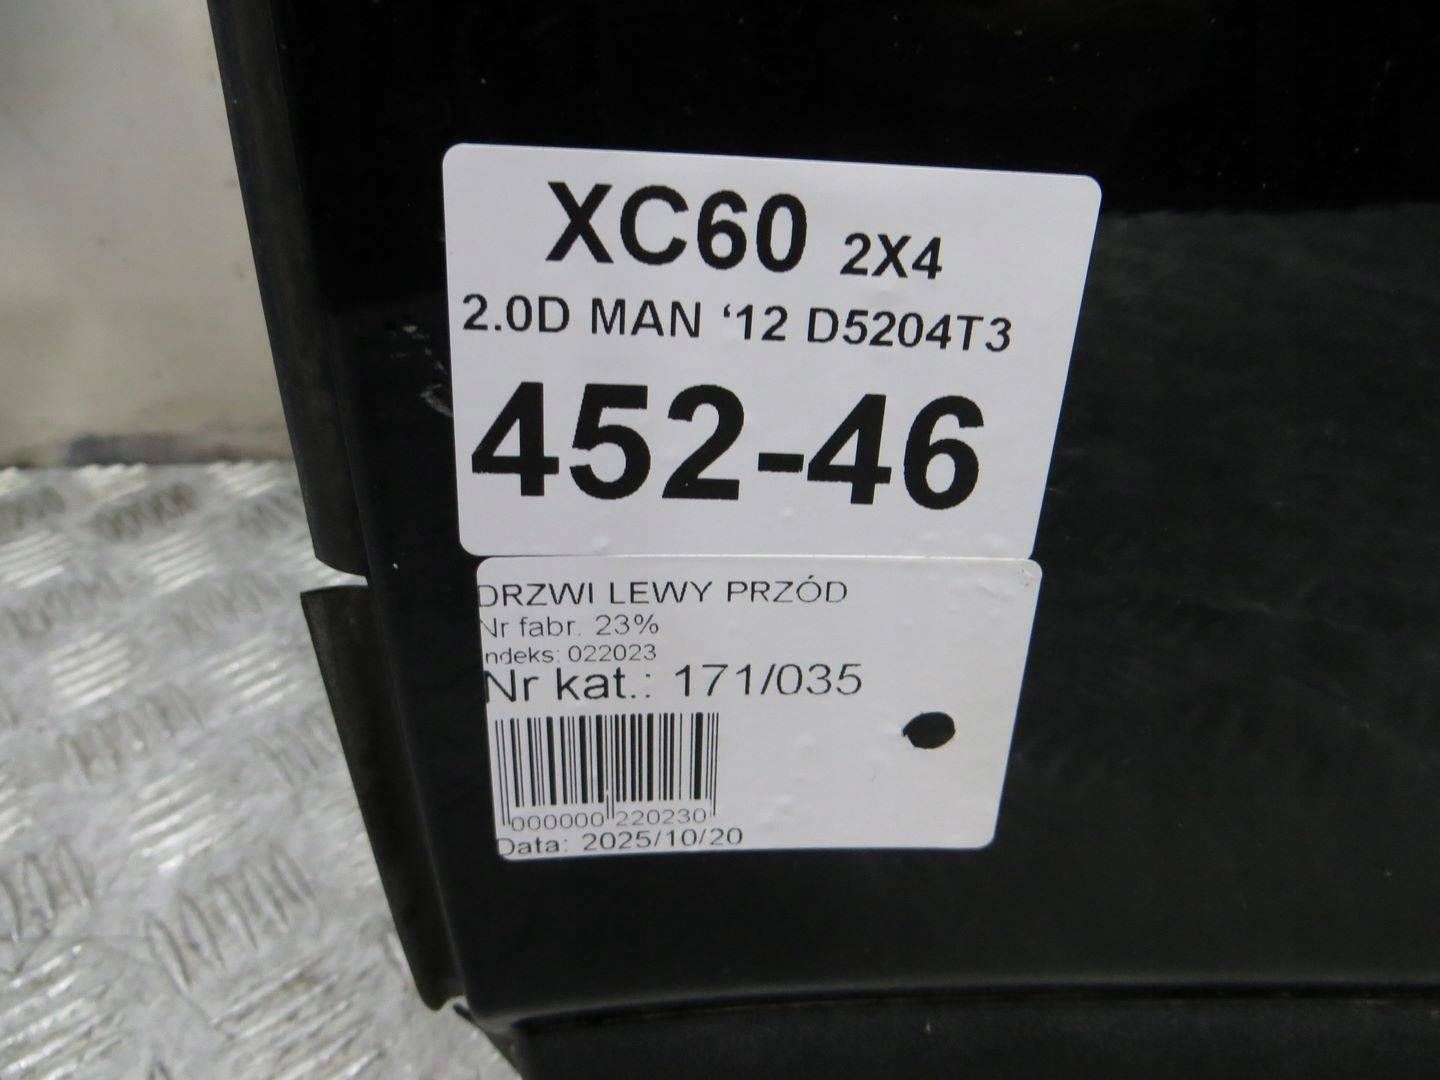 XC60 2X4
2.0D MAN ‘12 D5204T3
452-46
DRZWI LEWY PRZÓD
Nr fabr. 23%
Indeks: 022023
Nr kat.: 171/035
000000 220230
Data: 2025/10/20